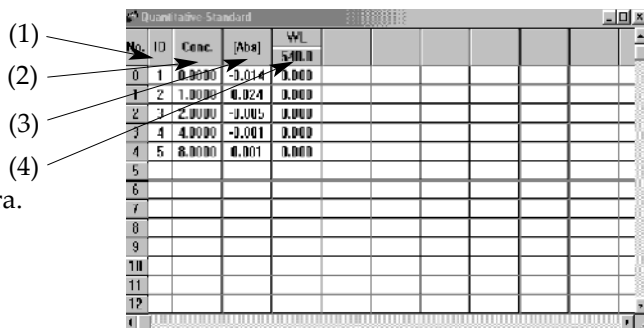 Quantitative Standard
(1)
(2)
(3)
(4)
ra.
No. ID Conc. [Abs] WL
540.0
0 1 0.0000 -0.014 0.000
1 2 1.0000 0.024 0.000
2 3 2.0000 -0.005 0.000
3 4 4.0000 -0.001 0.000
4 5 8.0000 0.001 0.000
5
6
7
8
9
10
11
12